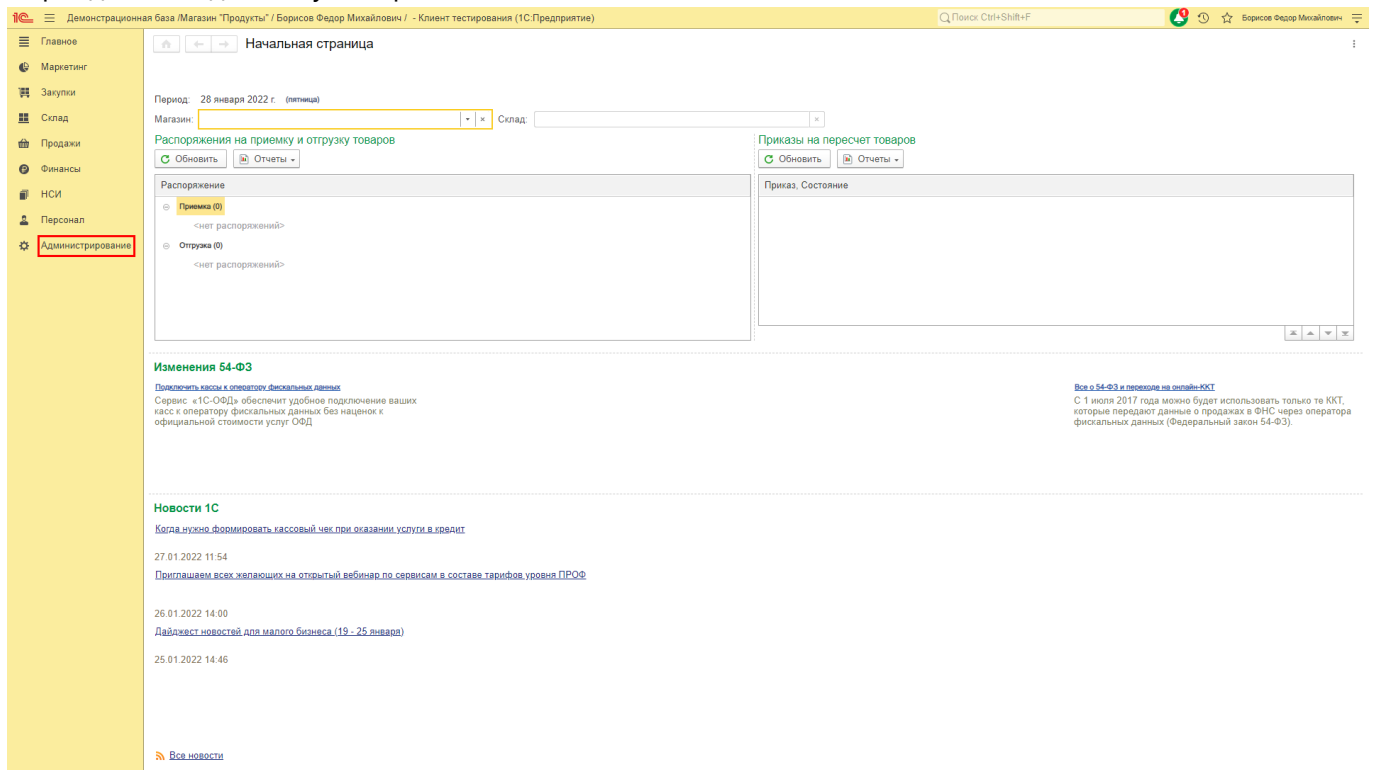 1С Демонстрационная база /Магазин "Продукты" / Борисов Федор Михайлович / - Клиент тестирования (1С:Предприятие) Поиск Ctrl+Shift+F 1 Борисов Федор Михайлович
Главное
Маркетинг
Закупки
Склад
Продажи
Финансы
НСИ
Персонал
Администрирование
Начальная страница
Период: 28 января 2022 г. (пятница)
Магазин: Склад:
Распоряжения на приемку и отгрузку товаров
Обновить Отчеты
Распоряжение
Приемка (0)
<нет распоряжений>
Отгрузка (0)
<нет распоряжений>
Приказы на пересчет товаров
Обновить Отчеты
Приказ, Состояние
Изменения 54-ФЗ
Подключить кассы к оператору фискальных данных
Сервис «1С-ОФД» обеспечит удобное подключение ваших
касс к оператору фискальных данных без наценок к
официальной стоимости услуг ОФД
Все о 54-ФЗ и переходе на онлайн-ККТ
С 1 июля 2017 года можно будет использовать только те ККТ,
которые передают данные о продажах в ФНС через оператора
фискальных данных (Федеральный закон 54-ФЗ).
Новости 1С
Когда нужно формировать кассовый чек при оказании услуги в кредит
27.01.2022 11:54
Приглашаем всех желающих на открытый вебинар по сервисам в составе тарифов уровня ПРОФ
26.01.2022 14:00
Дайджест новостей для малого бизнеса (19 - 25 января)
25.01.2022 14:46
Все новости